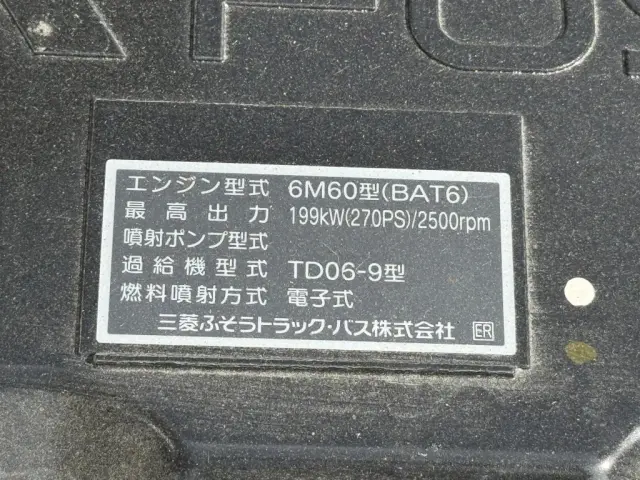 エンジン型式 6M60型(BAT6)
最高出力 199kW(270PS)/2500rpm
噴射ポンプ型式
過給機型式 TD06-9型
燃料噴射方式 電子式
三菱ふそうトラック・バス株式会社 ER